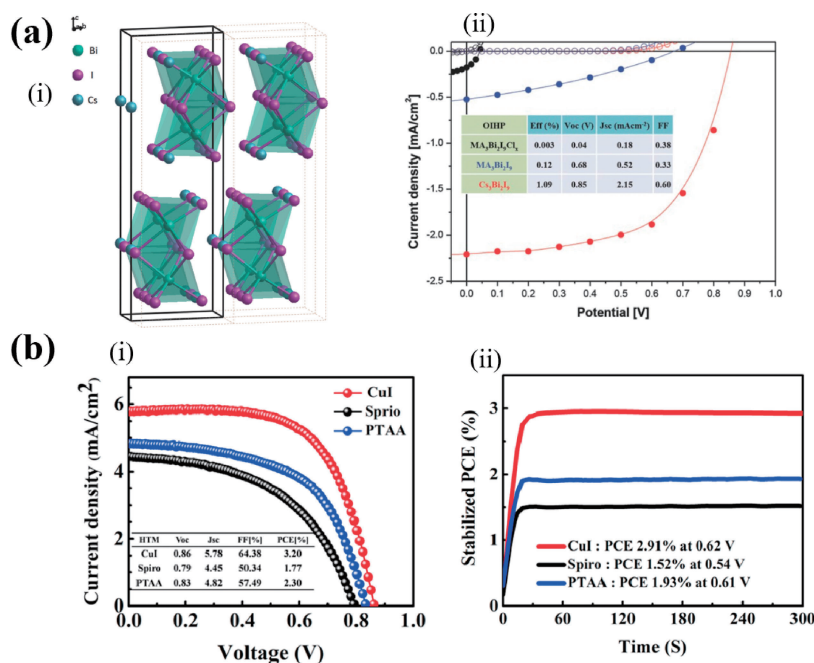 (a)
c
a b
Bi
I
Cs
(i)
(ii)
Current density [mA/cm²]
0.0
-0.5
-1.0
-1.5
-2.0
-2.5
OIHP Eff (%) Voc (V) Jsc (mAcm⁻²) FF
MA₃Bi₂I₉Clₓ 0.003 0.04 0.18 0.38
MA₃Bi₂I₉ 0.12 0.68 0.52 0.33
Cs₃Bi₂I₉ 1.09 0.85 2.15 0.60
0.0 0.1 0.2 0.3 0.4 0.5 0.6 0.7 0.8 0.9 1.0
Potential [V]
(b)
(i)
Current density (mA/cm²)
6
4
2
0
CuI
Sprio
PTAA
HTM Voc Jsc FF[%] PCE[%]
CuI 0.86 5.78 64.38 3.20
Spiro 0.79 4.45 50.34 1.77
PTAA 0.83 4.82 57.49 2.30
0.0 0.2 0.4 0.6 0.8 1.0
Voltage (V)
(ii)
Stabilized PCE (%)
3
2
1
0
CuI : PCE 2.91% at 0.62 V
Spiro : PCE 1.52% at 0.54 V
PTAA : PCE 1.93% at 0.61 V
0 60 120 180 240 300
Time (S)